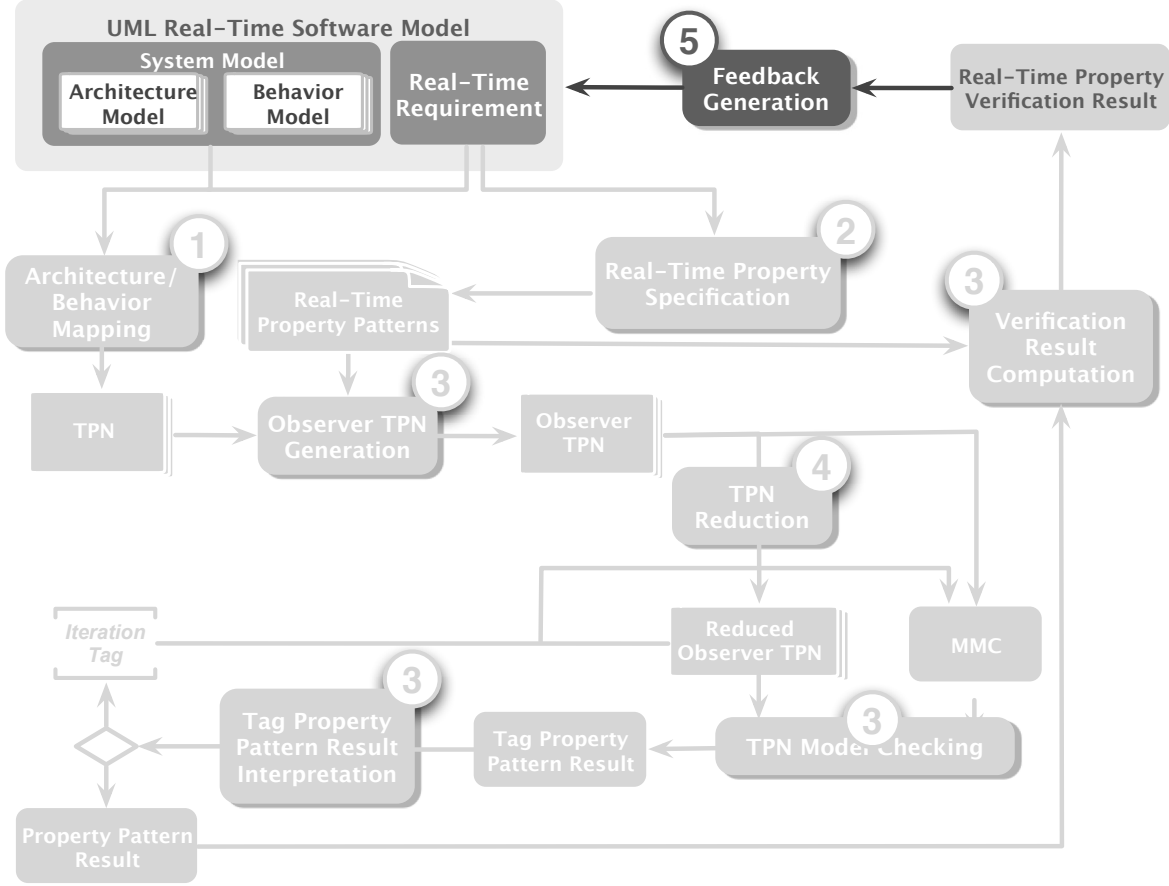 UML Real-Time Software Model
System Model
Architecture
Model
Behavior
Model
Real-Time
Requirement
5
Feedback
Generation
Real-Time Property
Verification Result
1
Architecture/
Behavior
Mapping
Real-Time
Property Patterns
2
Real-Time Property
Specification
3
Verification
Result
Computation
TPN
3
Observer TPN
Generation
Observer
TPN
4
TPN
Reduction
Iteration
Tag
Reduced
Observer TPN
MMC
3
Tag Property
Pattern Result
Interpretation
Tag Property
Pattern Result
3
TPN Model Checking
Property Pattern
Result